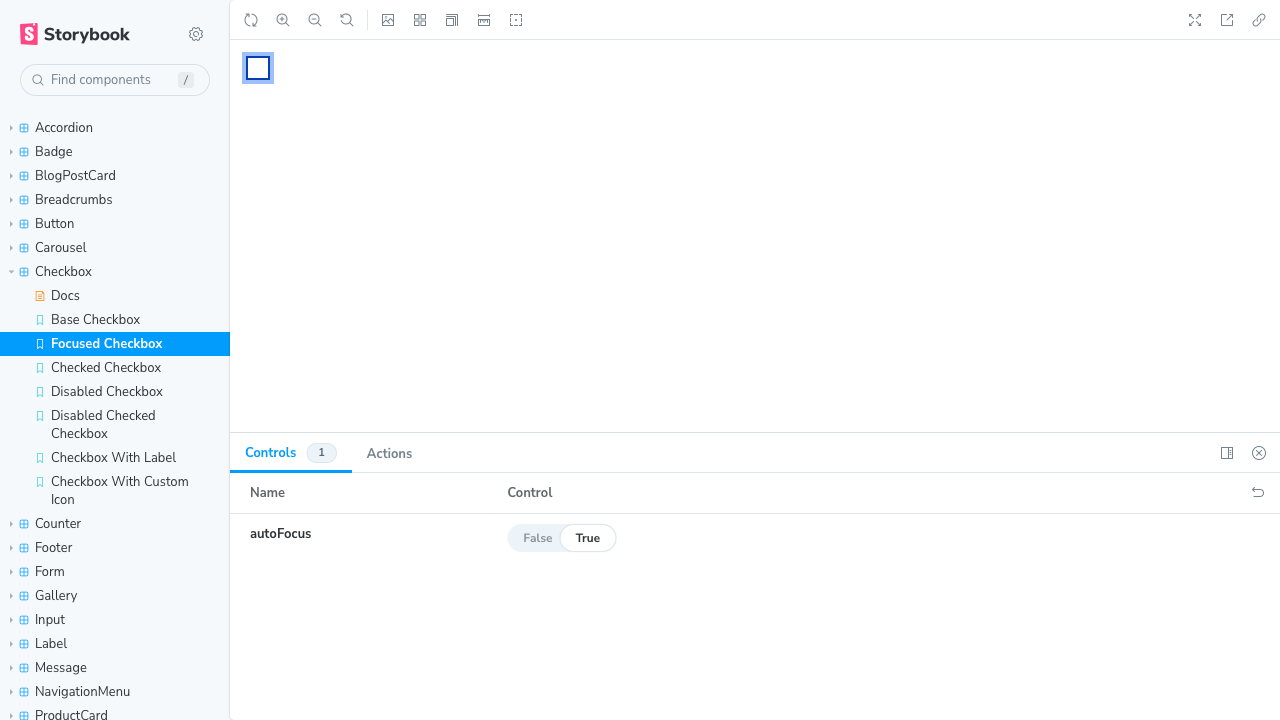 Storybook
Find components
/
Accordion
Badge
BlogPostCard
Breadcrumbs
Button
Carousel
Checkbox
Docs
Base Checkbox
Focused Checkbox
Checked Checkbox
Disabled Checkbox
Disabled Checked
Checkbox
Checkbox With Label
Checkbox With Custom
Icon
Counter
Footer
Form
Gallery
Input
Label
Message
NavigationMenu
ProductCard
Controls 1 Actions
Name Control
autoFocus False True